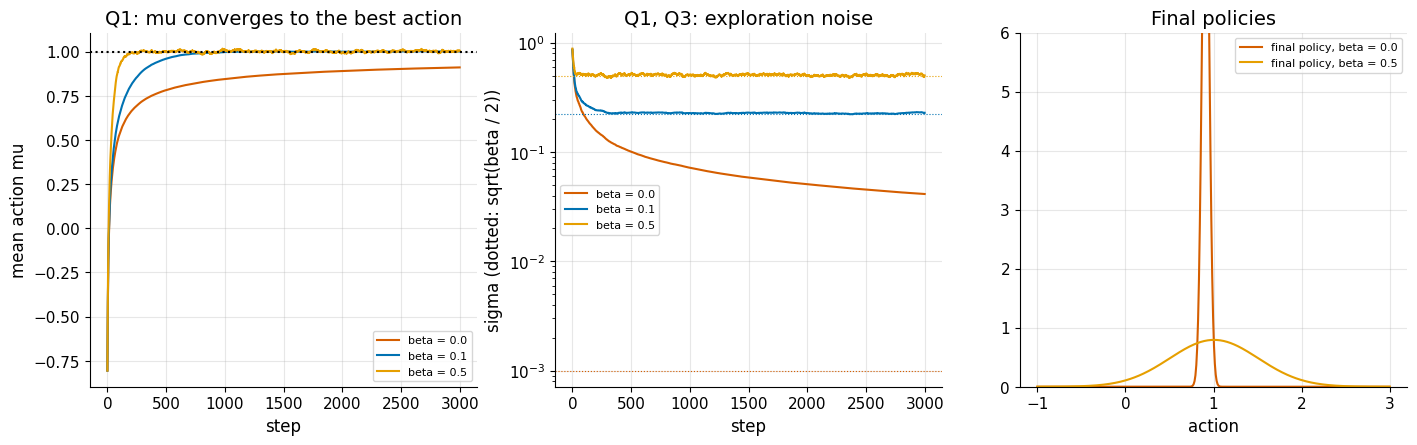 Q1: mu converges to the best action
mean action mu
1.00
0.75
0.50
0.25
0.00
−0.25
−0.50
−0.75
beta = 0.0
beta = 0.1
beta = 0.5
0 500 1000 1500 2000 2500 3000
step
Q1, Q3: exploration noise
sigma (dotted: sqrt(beta / 2))
10⁰
10⁻¹
10⁻²
10⁻³
beta = 0.0
beta = 0.1
beta = 0.5
0 500 1000 1500 2000 2500 3000
step
Final policies
6
5
4
3
2
1
0
final policy, beta = 0.0
final policy, beta = 0.5
−1 0 1 2 3
action